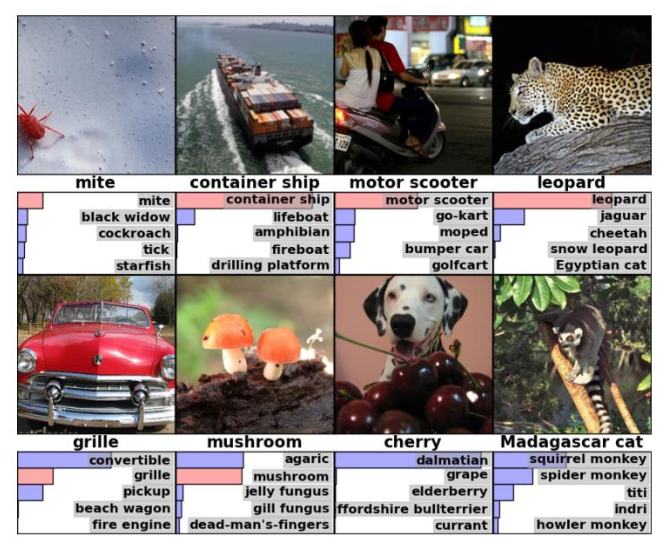 mite
container ship
motor scooter
leopard
mite
black widow
cockroach
tick
starfish
container ship
lifeboat
amphibian
fireboat
drilling platform
motor scooter
go-kart
moped
bumper car
golfcart
leopard
jaguar
cheetah
snow leopard
Egyptian cat
grille
mushroom
cherry
Madagascar cat
convertible
grille
pickup
beach wagon
fire engine
agaric
mushroom
jelly fungus
gill fungus
dead-man's-fingers
dalmatian
grape
elderberry
ffordshire bullterrier
currant
squirrel monkey
spider monkey
titi
indri
howler monkey